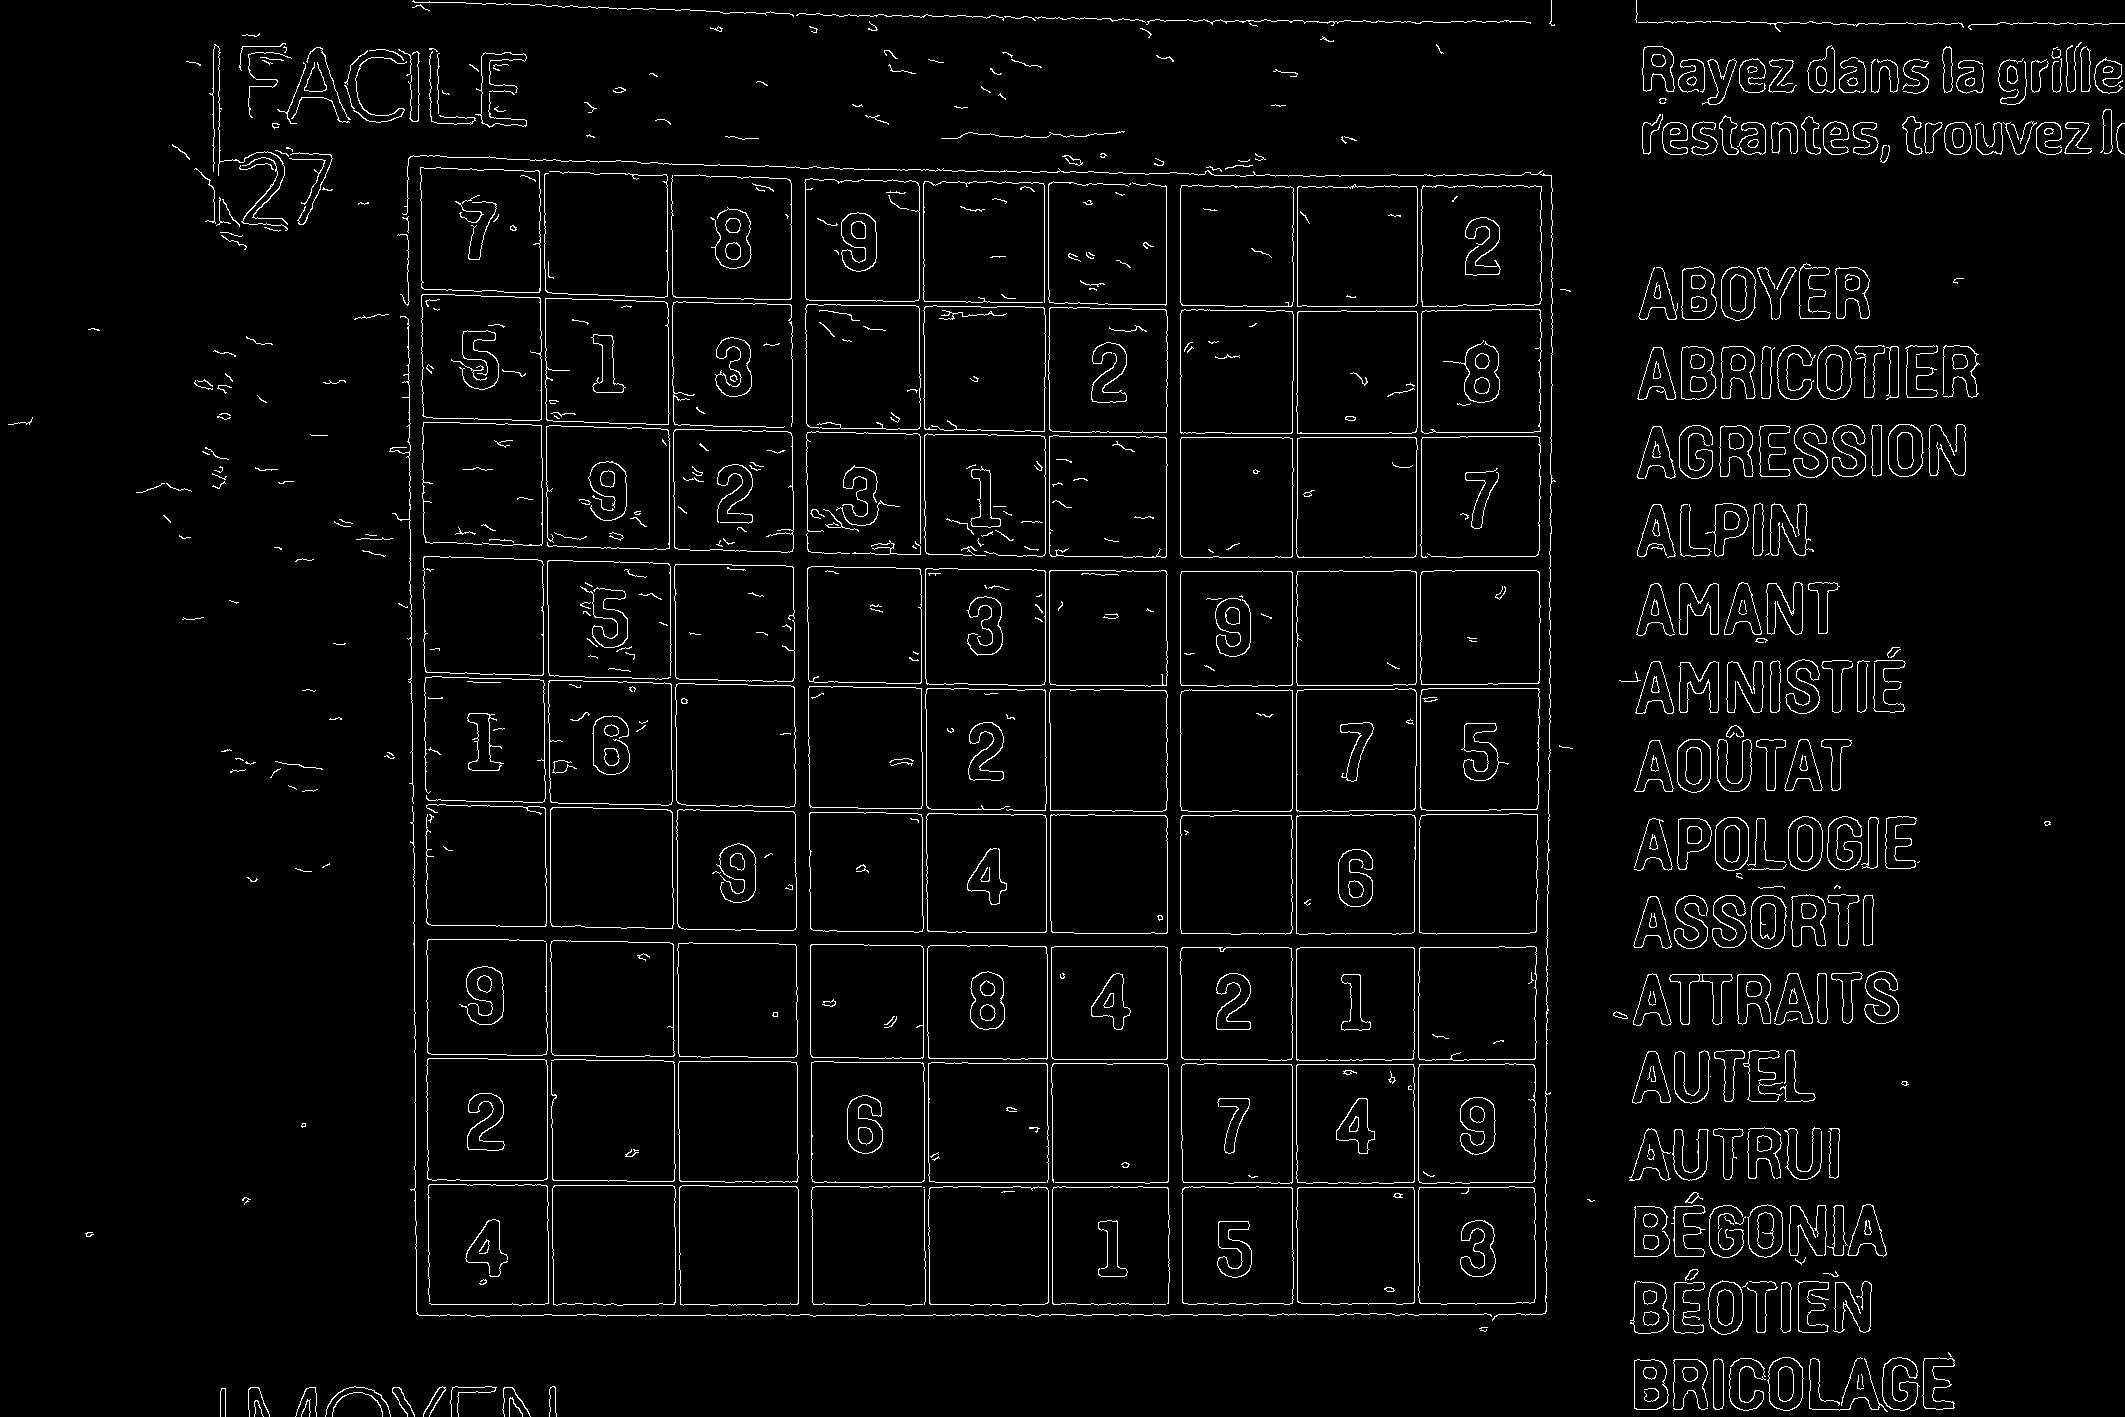 FACILE
27
7 8 9 2
5 1 3 2 8
9 2 3 1 7
5 3 9
1 6 2 7 5
9 4 6
9 8 4 2 1
2 6 7 4 9
4 1 5 3
MOYEN
Rayez dans la grille
restantes, trouvez
ABOYER
ABRICOTIER
AGRESSION
ALPIN
AMANT
AMNISTIÉ
AOÛTAT
APOLOGIE
ASSORTI
ATTRAITS
AUTEL
AUTRUI
BÉGONIA
BÉOTIEN
BRICOLAGE